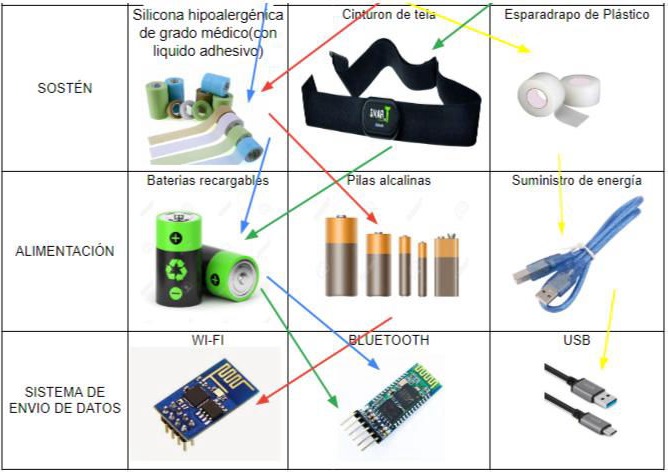 Silicona hipoalergénica
de grado médico(con
liquido adhesivo)
Cinturon de tela
Esparadrapo de Plástico
SOSTÉN
Baterias recargables
Pilas alcalinas
Suministro de energía
ALIMENTACIÓN
WI-FI
BLUETOOTH
USB
SISTEMA DE
ENVIO DE DATOS